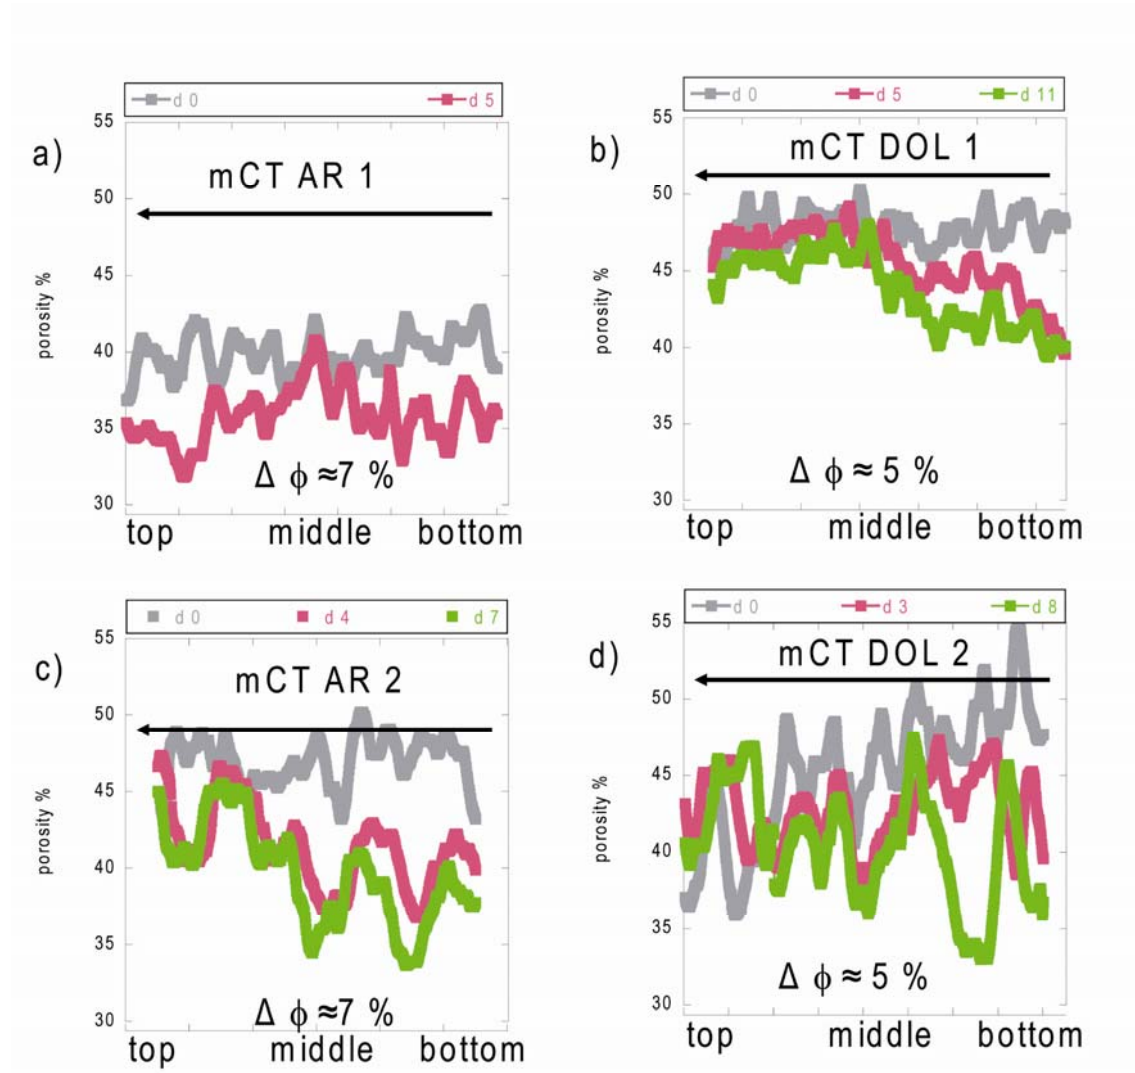 d 0 d 5
a)
mCT AR 1
55
50
45
40
35
30
porosity %
Δ ϕ ≈7 %
top middle bottom
d 0 d 5 d 11
b)
mCT DOL 1
55
50
45
40
35
30
porosity %
Δ ϕ ≈ 5 %
top middle bottom
d 0 d 4 d 7
c)
mCT AR 2
55
50
45
40
35
30
porosity %
Δ ϕ ≈7 %
top middle bottom
d 0 d 3 d 8
d)
mCT DOL 2
55
50
45
40
35
30
porosity %
Δ ϕ ≈ 5 %
top middle bottom